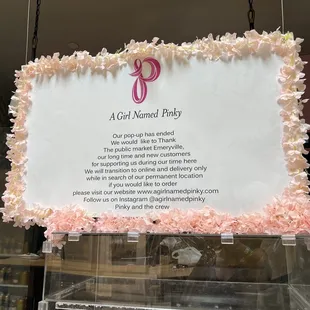 P
A Girl Named Pinky
Our pop-up has ended
We would like to Thank
The public market Emeryville,
our long time and new customers
for supporting us during our time here
We will transition to online and delivery only
while in search of our permanent location
if you would like to order
please visit our website www.agirlnamedpinky.com
Follow us on Instagram @agirlnamedpinky
Pinky and the crew